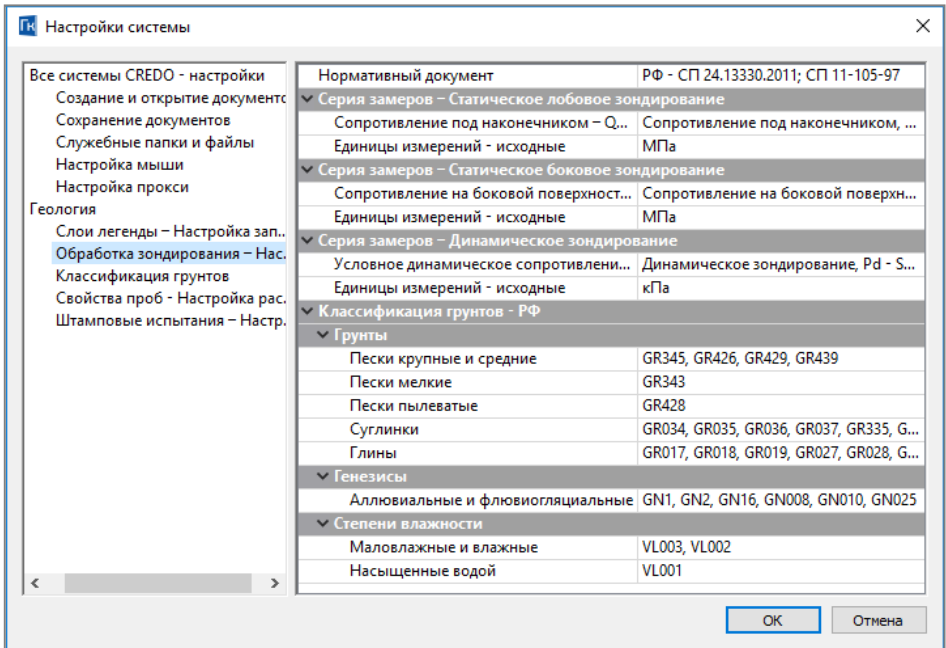 Гк Настройки системы
Все системы CREDO - настройки
Создание и открытие документо
Сохранение документов
Служебные папки и файлы
Настройка мыши
Настройка прокси
Геология
Слои легенды – Настройка зап...
Обработка зондирования – Нас.
Классификация грунтов
Свойства проб - Настройка рас.
Штамповые испытания – Настр.
Нормативный документ РФ - СП 24.13330.2011; СП 11-105-97
Серия замеров – Статическое лобовое зондирование
Сопротивление под наконечником – Q... Сопротивление под наконечником, ...
Единицы измерений - исходные МПа
Серия замеров – Статическое боковое зондирование
Сопротивление на боковой поверхност... Сопротивление на боковой поверхн...
Единицы измерений - исходные МПа
Серия замеров – Динамическое зондирование
Условное динамическое сопротивлени... Динамическое зондирование, Pd - S...
Единицы измерений - исходные кПа
Классификация грунтов - РФ
Грунты
Пески крупные и средние GR345, GR426, GR429, GR439
Пески мелкие GR343
Пески пылеватые GR428
Суглинки GR034, GR035, GR036, GR037, GR335, G...
Глины GR017, GR018, GR019, GR027, GR028, G...
Генезисы
Аллювиальные и флювиогляциальные GN1, GN2, GN16, GN008, GN010, GN025
Степени влажности
Маловлажные и влажные VL003, VL002
Насыщенные водой VL001
OK Отмена